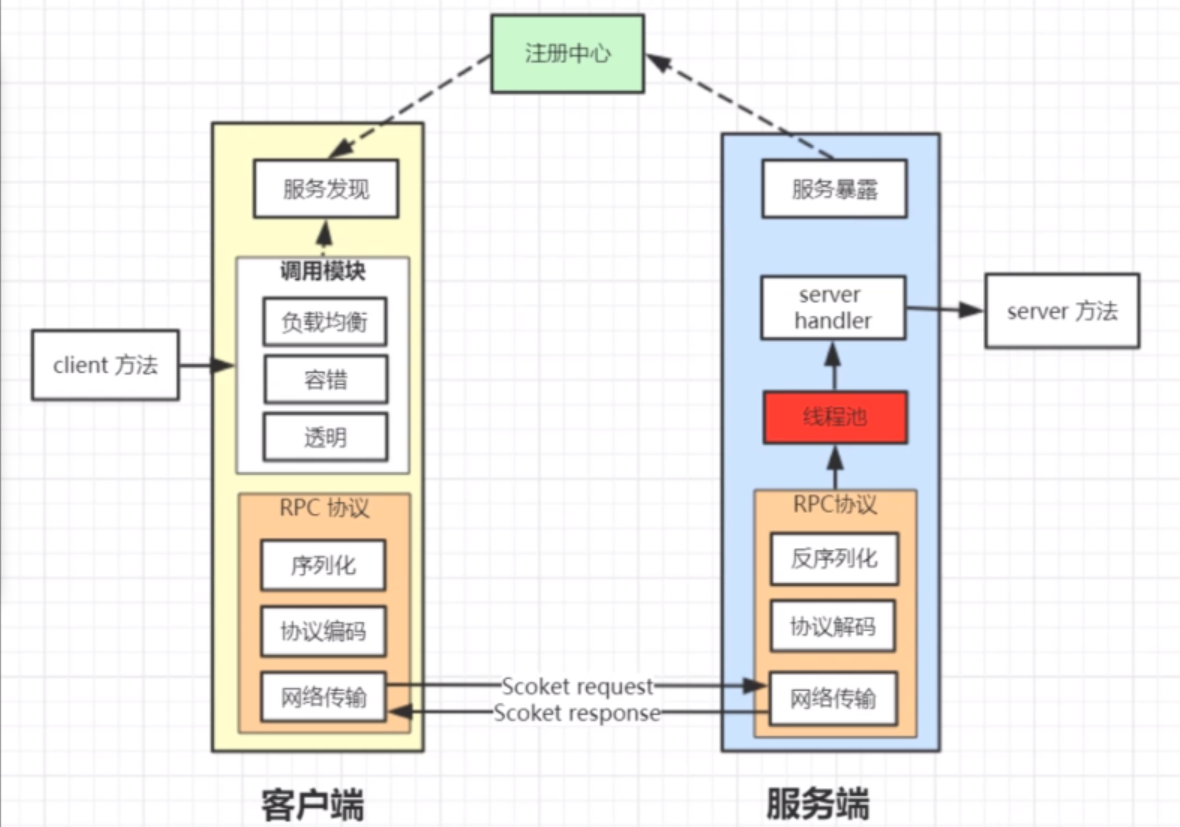 注册中心
服务发现
调用模块
负载均衡
容错
透明
client 方法
RPC 协议
序列化
协议编码
网络传输
Scoket request
Scoket response
服务暴露
server
handler
server 方法
线程池
RPC协议
反序列化
协议解码
网络传输
客户端
服务端